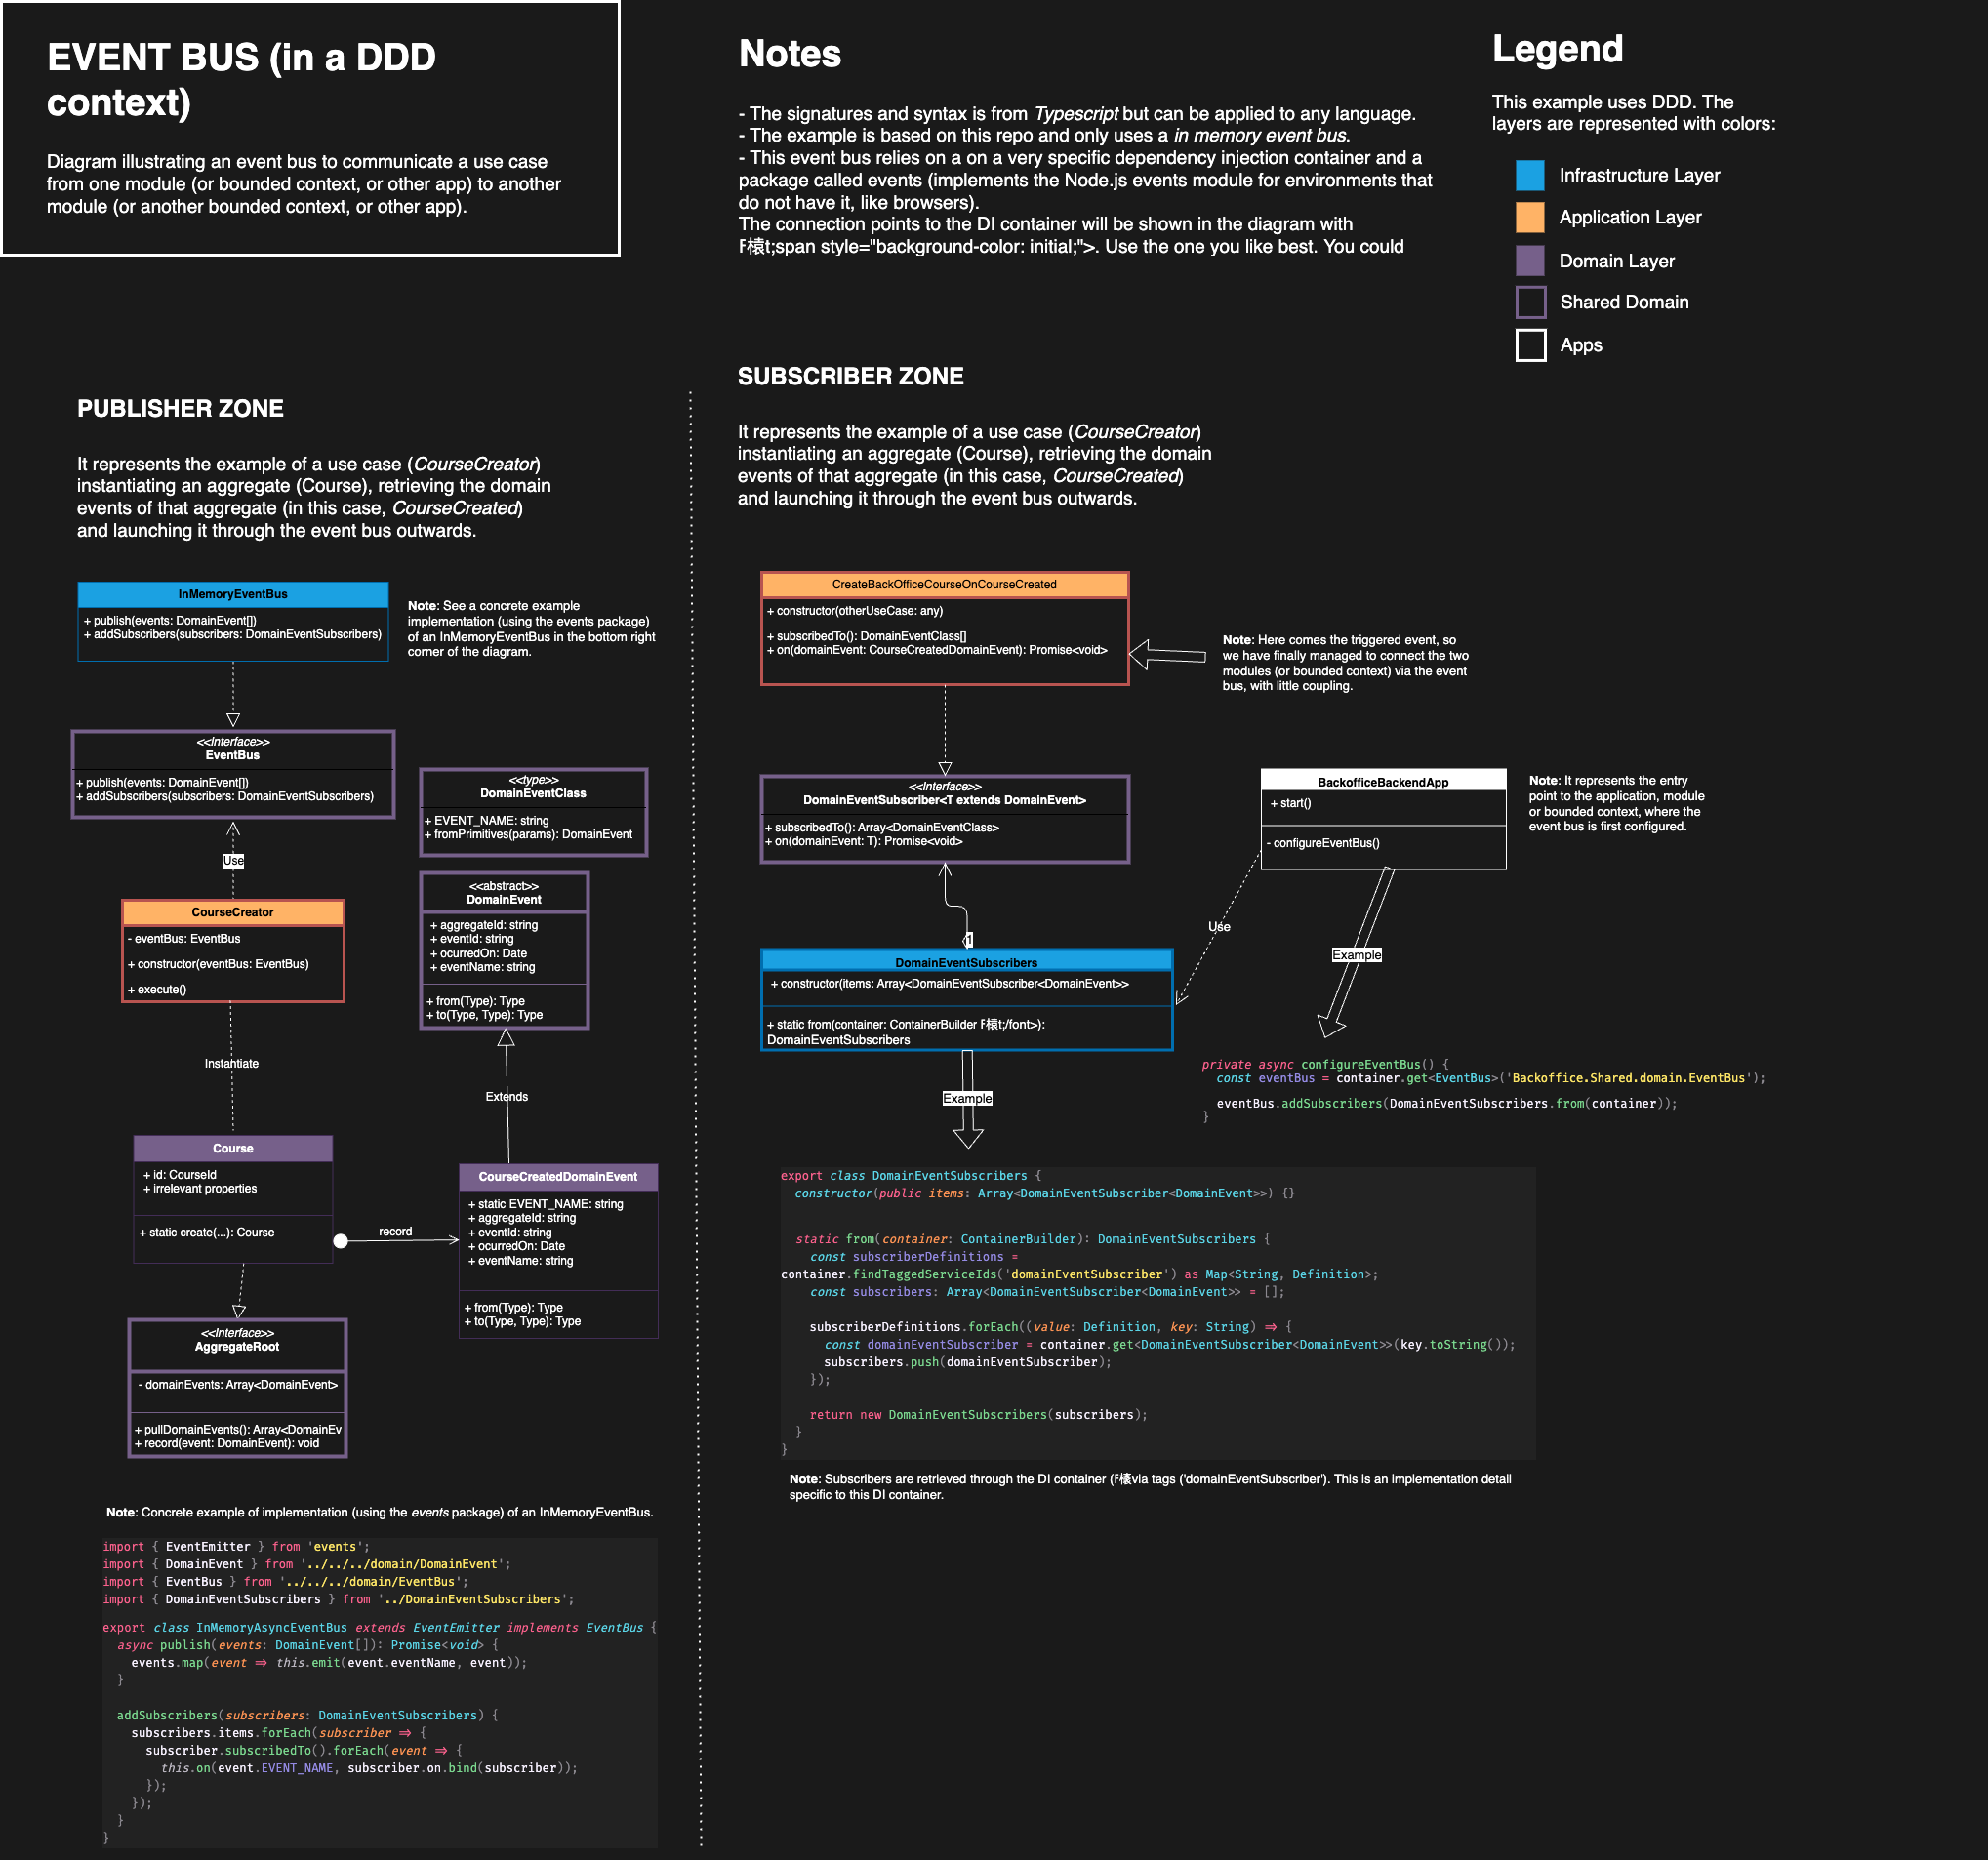 EVENT BUS (in a DDD
context)
Diagram illustrating an event bus to communicate a use case
from one module (or bounded context, or other app) to another
module (or another bounded context, or other app).
Notes
- The signatures and syntax is from Typescript but can be applied to any language.
- The example is based on this repo and only uses a in memory event bus.
- This event bus relies on a on a very specific dependency injection container and a
package called events (implements the Node.js events module for environments that
do not have it, like browsers).
The connection points to the DI container will be shown in the diagram with
t;span style="background-color: initial;">. Use the one you like best. You could
Legend
This example uses DDD. The
layers are represented with colors:
Infrastructure Layer
Application Layer
Domain Layer
Shared Domain
Apps
PUBLISHER ZONE
It represents the example of a use case (CourseCreator)
instantiating an aggregate (Course), retrieving the domain
events of that aggregate (in this case, CourseCreated)
and launching it through the event bus outwards.
InMemoryEventBus
+ publish(events: DomainEvent[])
+ addSubscribers(subscribers: DomainEventSubscribers)
Note: See a concrete example
implementation (using the events package)
of an InMemoryEventBus in the bottom right
corner of the diagram.
<<Interface>>
EventBus
+ publish(events: DomainEvent[])
+ addSubscribers(subscribers: DomainEventSubscribers)
<<type>>
DomainEventClass
+ EVENT_NAME: string
+ fromPrimitives(params): DomainEvent
Use
<<abstract>>
DomainEvent
+ aggregateId: string
+ eventId: string
+ ocurredOn: Date
+ eventName: string
+ from(Type): Type
+ to(Type, Type): Type
CourseCreator
- eventBus: EventBus
+ constructor(eventBus: EventBus)
+ execute()
Instantiate
Extends
Course
+ id: CourseId
+ irrelevant properties
+ static create(...): Course
record
CourseCreatedDomainEvent
+ static EVENT_NAME: string
+ aggregateId: string
+ eventId: string
+ ocurredOn: Date
+ eventName: string
+ from(Type): Type
+ to(Type, Type): Type
<<Interface>>
AggregateRoot
- domainEvents: Array<DomainEvent>
+ pullDomainEvents(): Array<DomainEv
+ record(event: DomainEvent): void
Note: Concrete example of implementation (using the events package) of an InMemoryEventBus.
import { EventEmitter } from 'events';
import { DomainEvent } from '../../../domain/DomainEvent';
import { EventBus } from '../../../domain/EventBus';
import { DomainEventSubscribers } from '../DomainEventSubscribers';
export class InMemoryAsyncEventBus extends EventEmitter implements EventBus {
async publish(events: DomainEvent[]): Promise<void> {
events.map(event => this.emit(event.eventName, event));
}
addSubscribers(subscribers: DomainEventSubscribers) {
subscribers.items.forEach(subscriber => {
subscriber.subscribedTo().forEach(event => {
this.on(event.EVENT_NAME, subscriber.on.bind(subscriber));
});
});
}
}
SUBSCRIBER ZONE
It represents the example of a use case (CourseCreator)
instantiating an aggregate (Course), retrieving the domain
events of that aggregate (in this case, CourseCreated)
and launching it through the event bus outwards.
CreateBackOfficeCourseOnCourseCreated
+ constructor(otherUseCase: any)
+ subscribedTo(): DomainEventClass[]
+ on(domainEvent: CourseCreatedDomainEvent): Promise<void>
Note: Here comes the triggered event, so
we have finally managed to connect the two
modules (or bounded context) via the event
bus, with little coupling.
<<Interface>>
DomainEventSubscriber<T extends DomainEvent>
+ subscribedTo(): Array<DomainEventClass>
+ on(domainEvent: T): Promise<void>
BackofficeBackendApp
+ start()
- configureEventBus()
Note: It represents the entry
point to the application, module
or bounded context, where the
event bus is first configured.
1
Use
Example
DomainEventSubscribers
+ constructor(items: Array<DomainEventSubscriber<DomainEvent>>
+ static from(container: ContainerBuilder t;/font>):
DomainEventSubscribers
Example
private async configureEventBus() {
const eventBus = container.get<EventBus>('Backoffice.Shared.domain.EventBus');
eventBus.addSubscribers(DomainEventSubscribers.from(container));
}
export class DomainEventSubscribers {
constructor(public items: Array<DomainEventSubscriber<DomainEvent>>) {}
static from(container: ContainerBuilder): DomainEventSubscribers {
const subscriberDefinitions =
container.findTaggedServiceIds('domainEventSubscriber') as Map<String, Definition>;
const subscribers: Array<DomainEventSubscriber<DomainEvent>> = [];
subscriberDefinitions.forEach((value: Definition, key: String) => {
const domainEventSubscriber = container.get<DomainEventSubscriber<DomainEvent>>(key.toString());
subscribers.push(domainEventSubscriber);
});
return new DomainEventSubscribers(subscribers);
}
}
Note: Subscribers are retrieved through the DI container (via tags ('domainEventSubscriber'). This is an implementation detail
specific to this DI container.